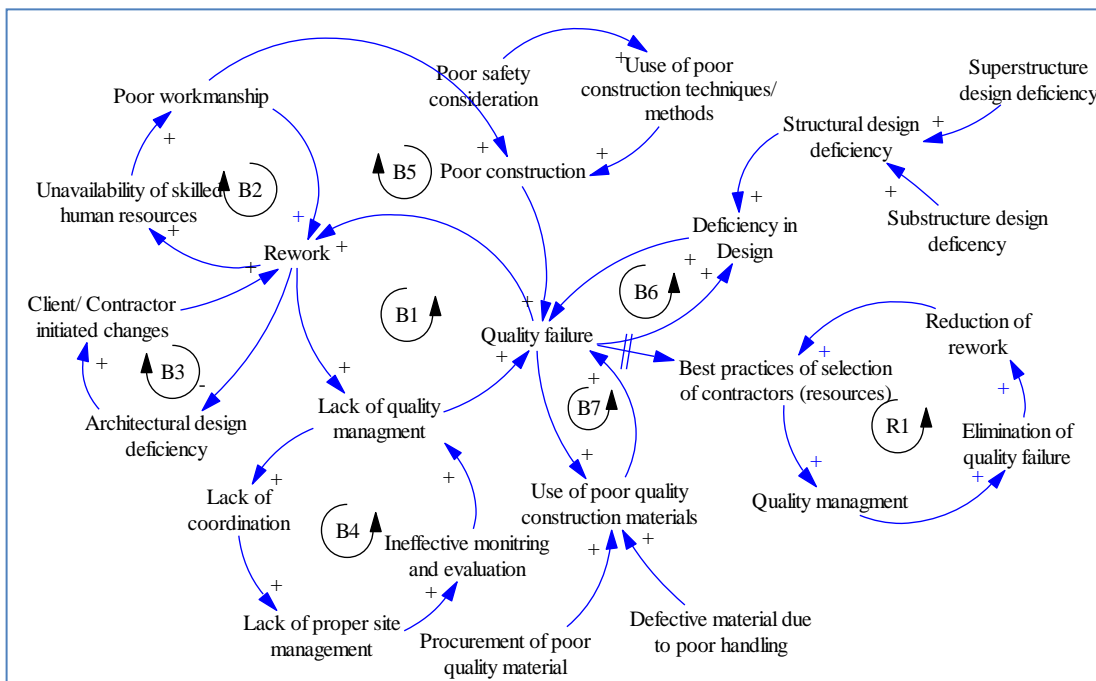 Poor safety
consideration
Uuse of poor
construction techniques/
methods
Superstructure
design deficiency
Poor workmanship
Structural design
deficiency
Unavailability of skilled
human resources
B2
B5
Poor construction
Substructure design
deficency
Deficiency in
Design
Rework
B6
Client/ Contractor
initiated changes
B1
Quality failure
Reduction of
rework
B3
Best practices of selection
of contractors (resources)
Lack of quality
managment
B7
R1
Architectural design
deficiency
Elimination of
quality failure
Use of poor quality
construction materials
Quality managment
Lack of
coordination
B4
Ineffective monitring
and evaluation
Lack of proper site
management
Procurement of poor
quality material
Defective material due
to poor handling